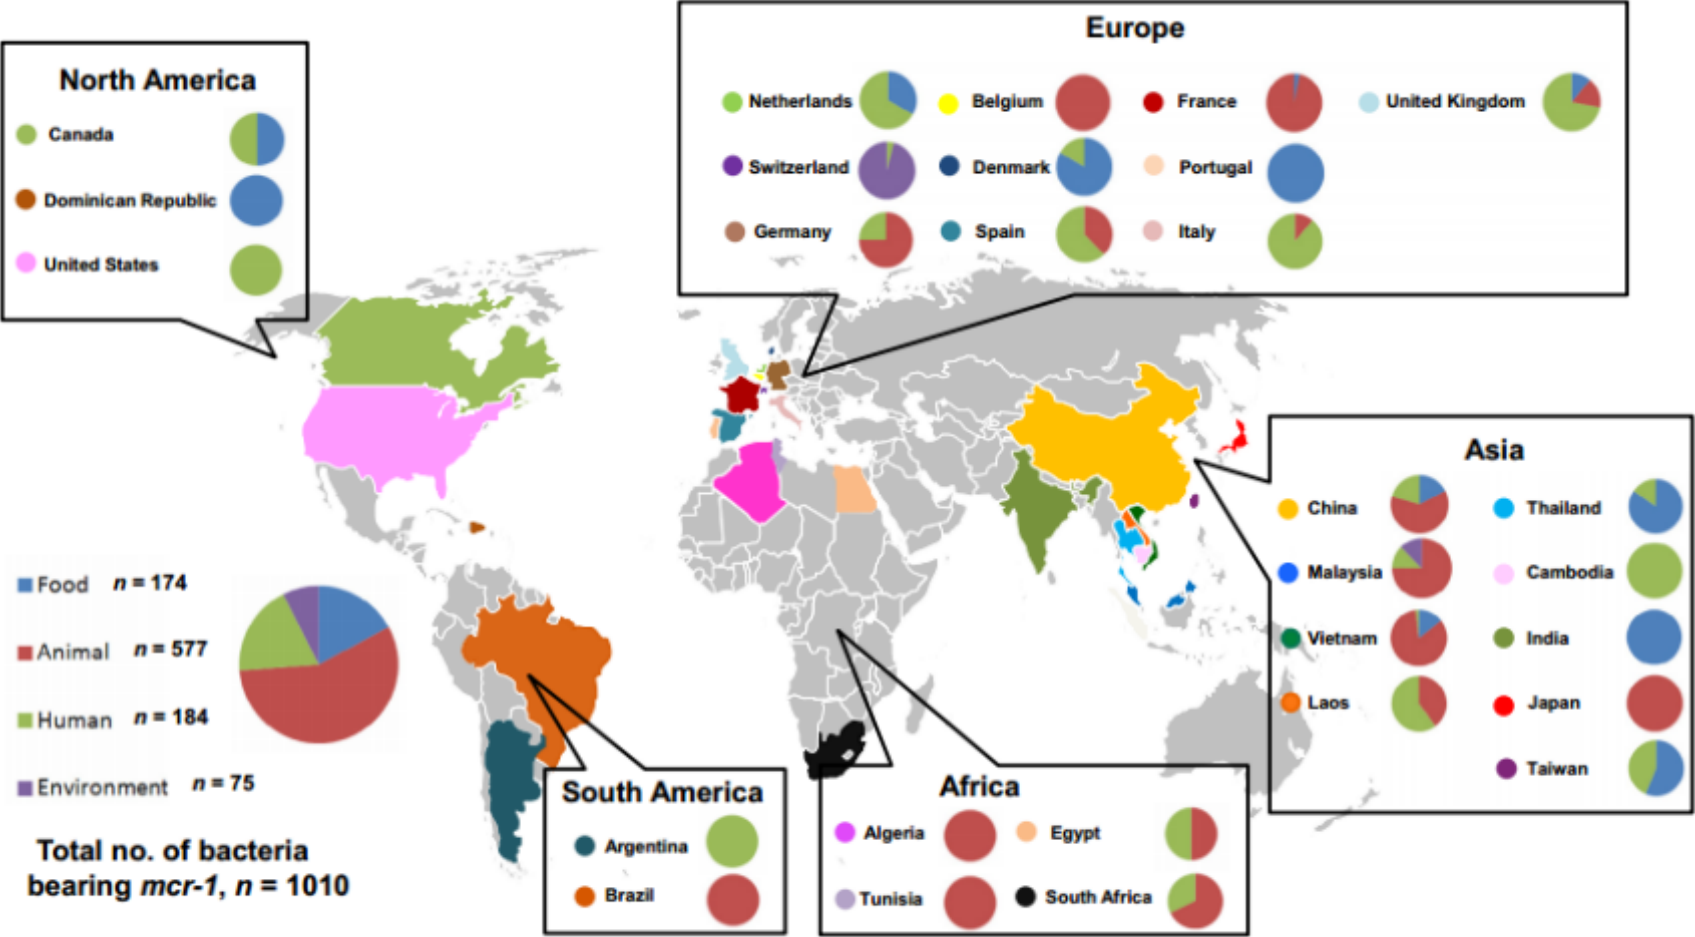 North America
Canada
Dominican Republic
United States
Europe
Netherlands
Belgium
France
United Kingdom
Switzerland
Denmark
Portugal
Germany
Spain
Italy
Asia
China
Thailand
Malaysia
Cambodia
Vietnam
India
Laos
Japan
Taiwan
Food n = 174
Animal n = 577
Human n = 184
Environment n = 75
Total no. of bacteria
bearing mcr-1, n = 1010
South America
Argentina
Brazil
Africa
Algeria
Egypt
Tunisia
South Africa